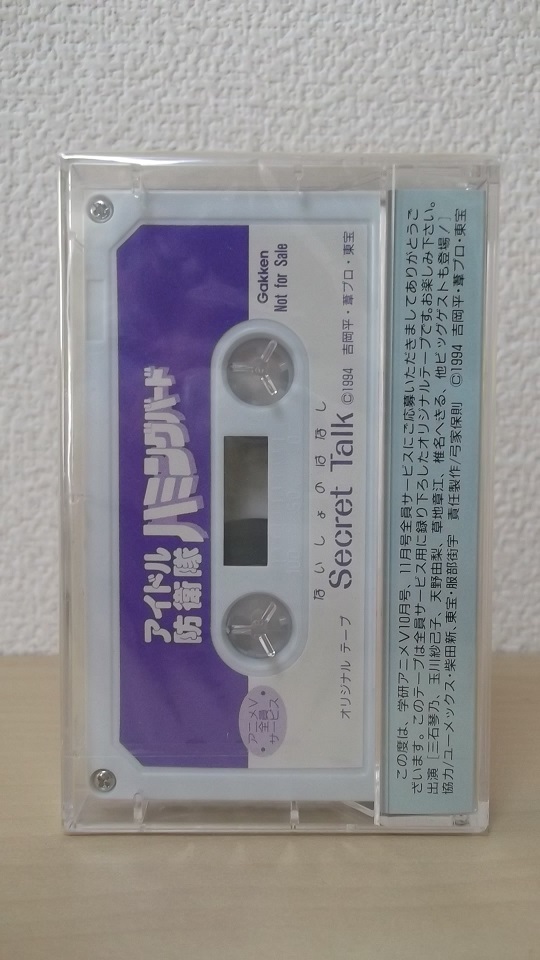 アイドル
防衛隊
ハミングバード
Gakken
Not for Sale
アニメV
全員
サービス
オリジナル テープ
ないしょのはなし
Secret Talk
©1994 吉岡平・葦プロ・東宝
この度は、学研アニメV10月号、11月号全員サービスにご応募いただきましてありがとうご
ざいます。このテープは全員サービス用に録り下ろしたオリジナルテープです。お楽しみ下さい。
出演［三石琴乃、玉川紗己子、天野由梨、草地章江、椎名へきる、他ビッグゲストも登場！］
協力/ユーメックス・柴田新、東宝・服部街宇 責任製作/弓家保則 ©1994 吉岡平・葦プロ・東宝